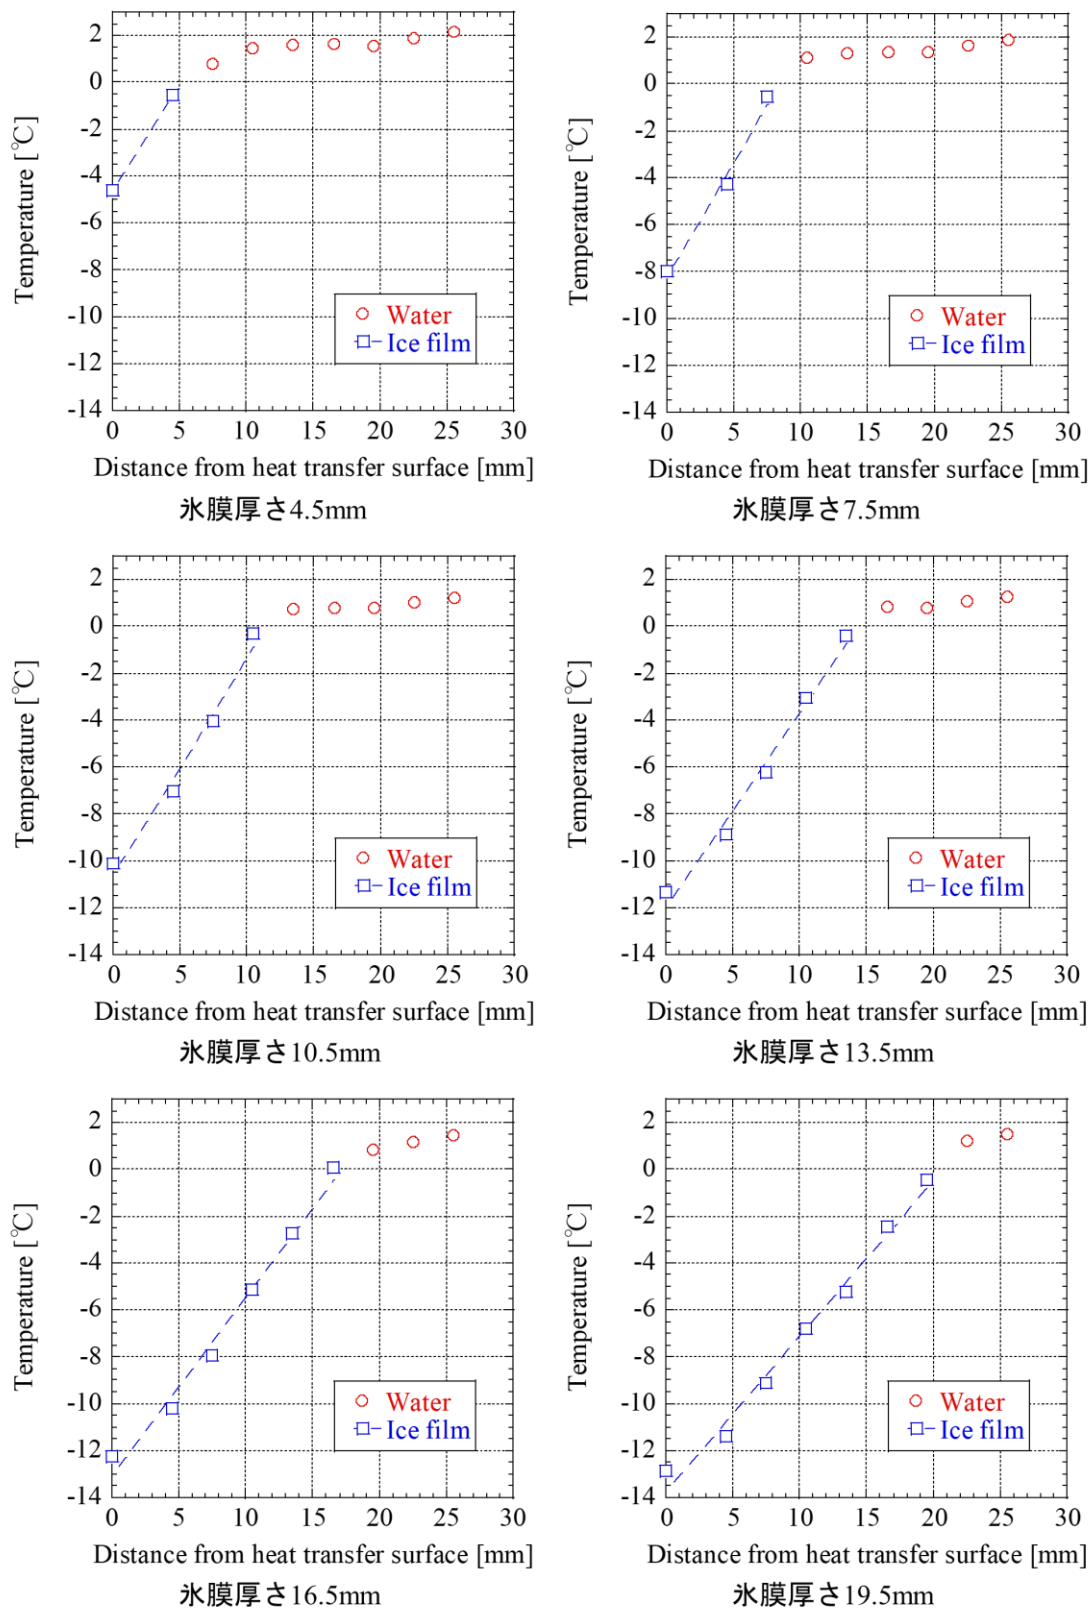 2
0
-2
-4
-6
-8
-10
-12
-14
Temperature [℃]
Water
Ice film
0 5 10 15 20 25 30
Distance from heat transfer surface [mm]
氷膜厚さ4.5mm
2
0
-2
-4
-6
-8
-10
-12
-14
Temperature [℃]
Water
Ice film
0 5 10 15 20 25 30
Distance from heat transfer surface [mm]
氷膜厚さ7.5mm
2
0
-2
-4
-6
-8
-10
-12
-14
Temperature [℃]
Water
Ice film
0 5 10 15 20 25 30
Distance from heat transfer surface [mm]
氷膜厚さ10.5mm
2
0
-2
-4
-6
-8
-10
-12
-14
Temperature [℃]
Water
Ice film
0 5 10 15 20 25 30
Distance from heat transfer surface [mm]
氷膜厚さ13.5mm
2
0
-2
-4
-6
-8
-10
-12
-14
Temperature [℃]
Water
Ice film
0 5 10 15 20 25 30
Distance from heat transfer surface [mm]
氷膜厚さ16.5mm
2
0
-2
-4
-6
-8
-10
-12
-14
Temperature [℃]
Water
Ice film
0 5 10 15 20 25 30
Distance from heat transfer surface [mm]
氷膜厚さ19.5mm